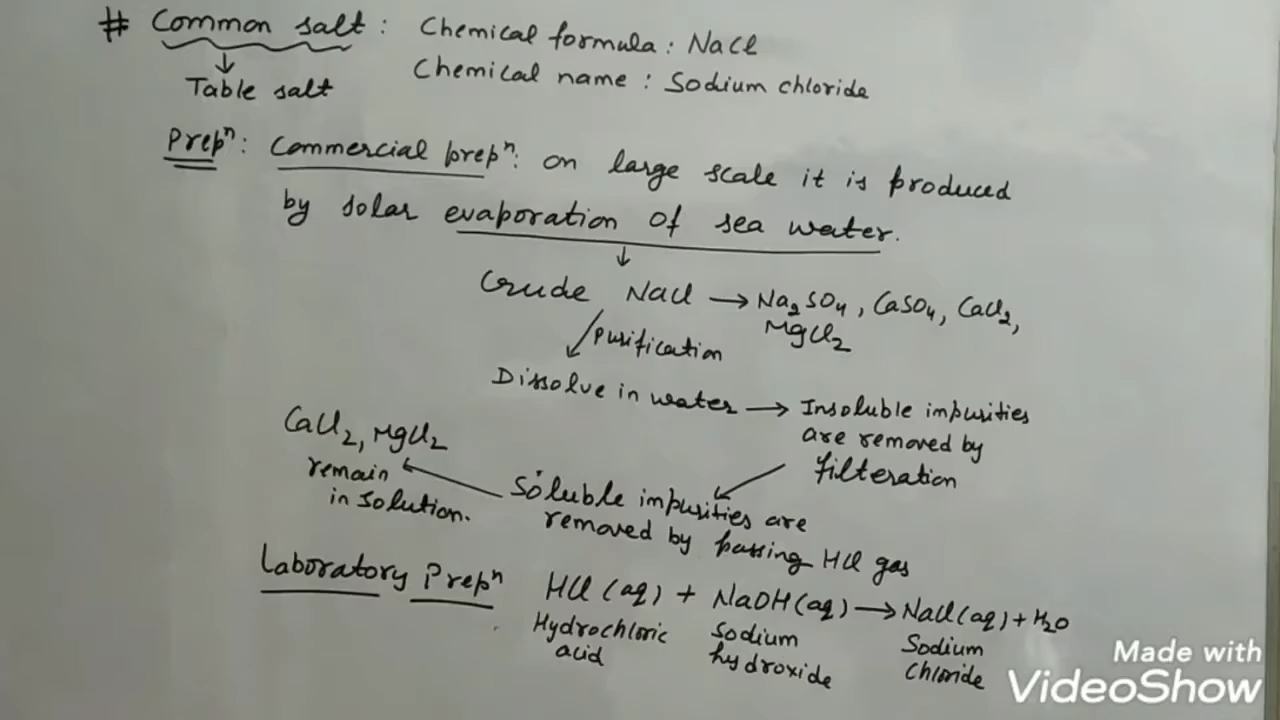 # Common salt : Chemical formula : NaCl
↓ Chemical name : Sodium chloride
Table salt
Prepⁿ : Commercial prepⁿ : on large scale it is produced
by solar evaporation of sea water.
↓
Crude NaCl → Na₂SO₄, CaSO₄, CaCl₂,
MgCl₂
purification
Dissolve in water → Insoluble impurities
are removed by
filteration
Soluble impurities are
removed by passing HCl gas
CaCl₂, MgCl₂
remain
in solution.
Laboratory Prepⁿ HCl (aq) + NaOH (aq) → NaCl (aq) + H₂O
Hydrochloric acid Sodium hydroxide Sodium chloride
Made with
VideoShow